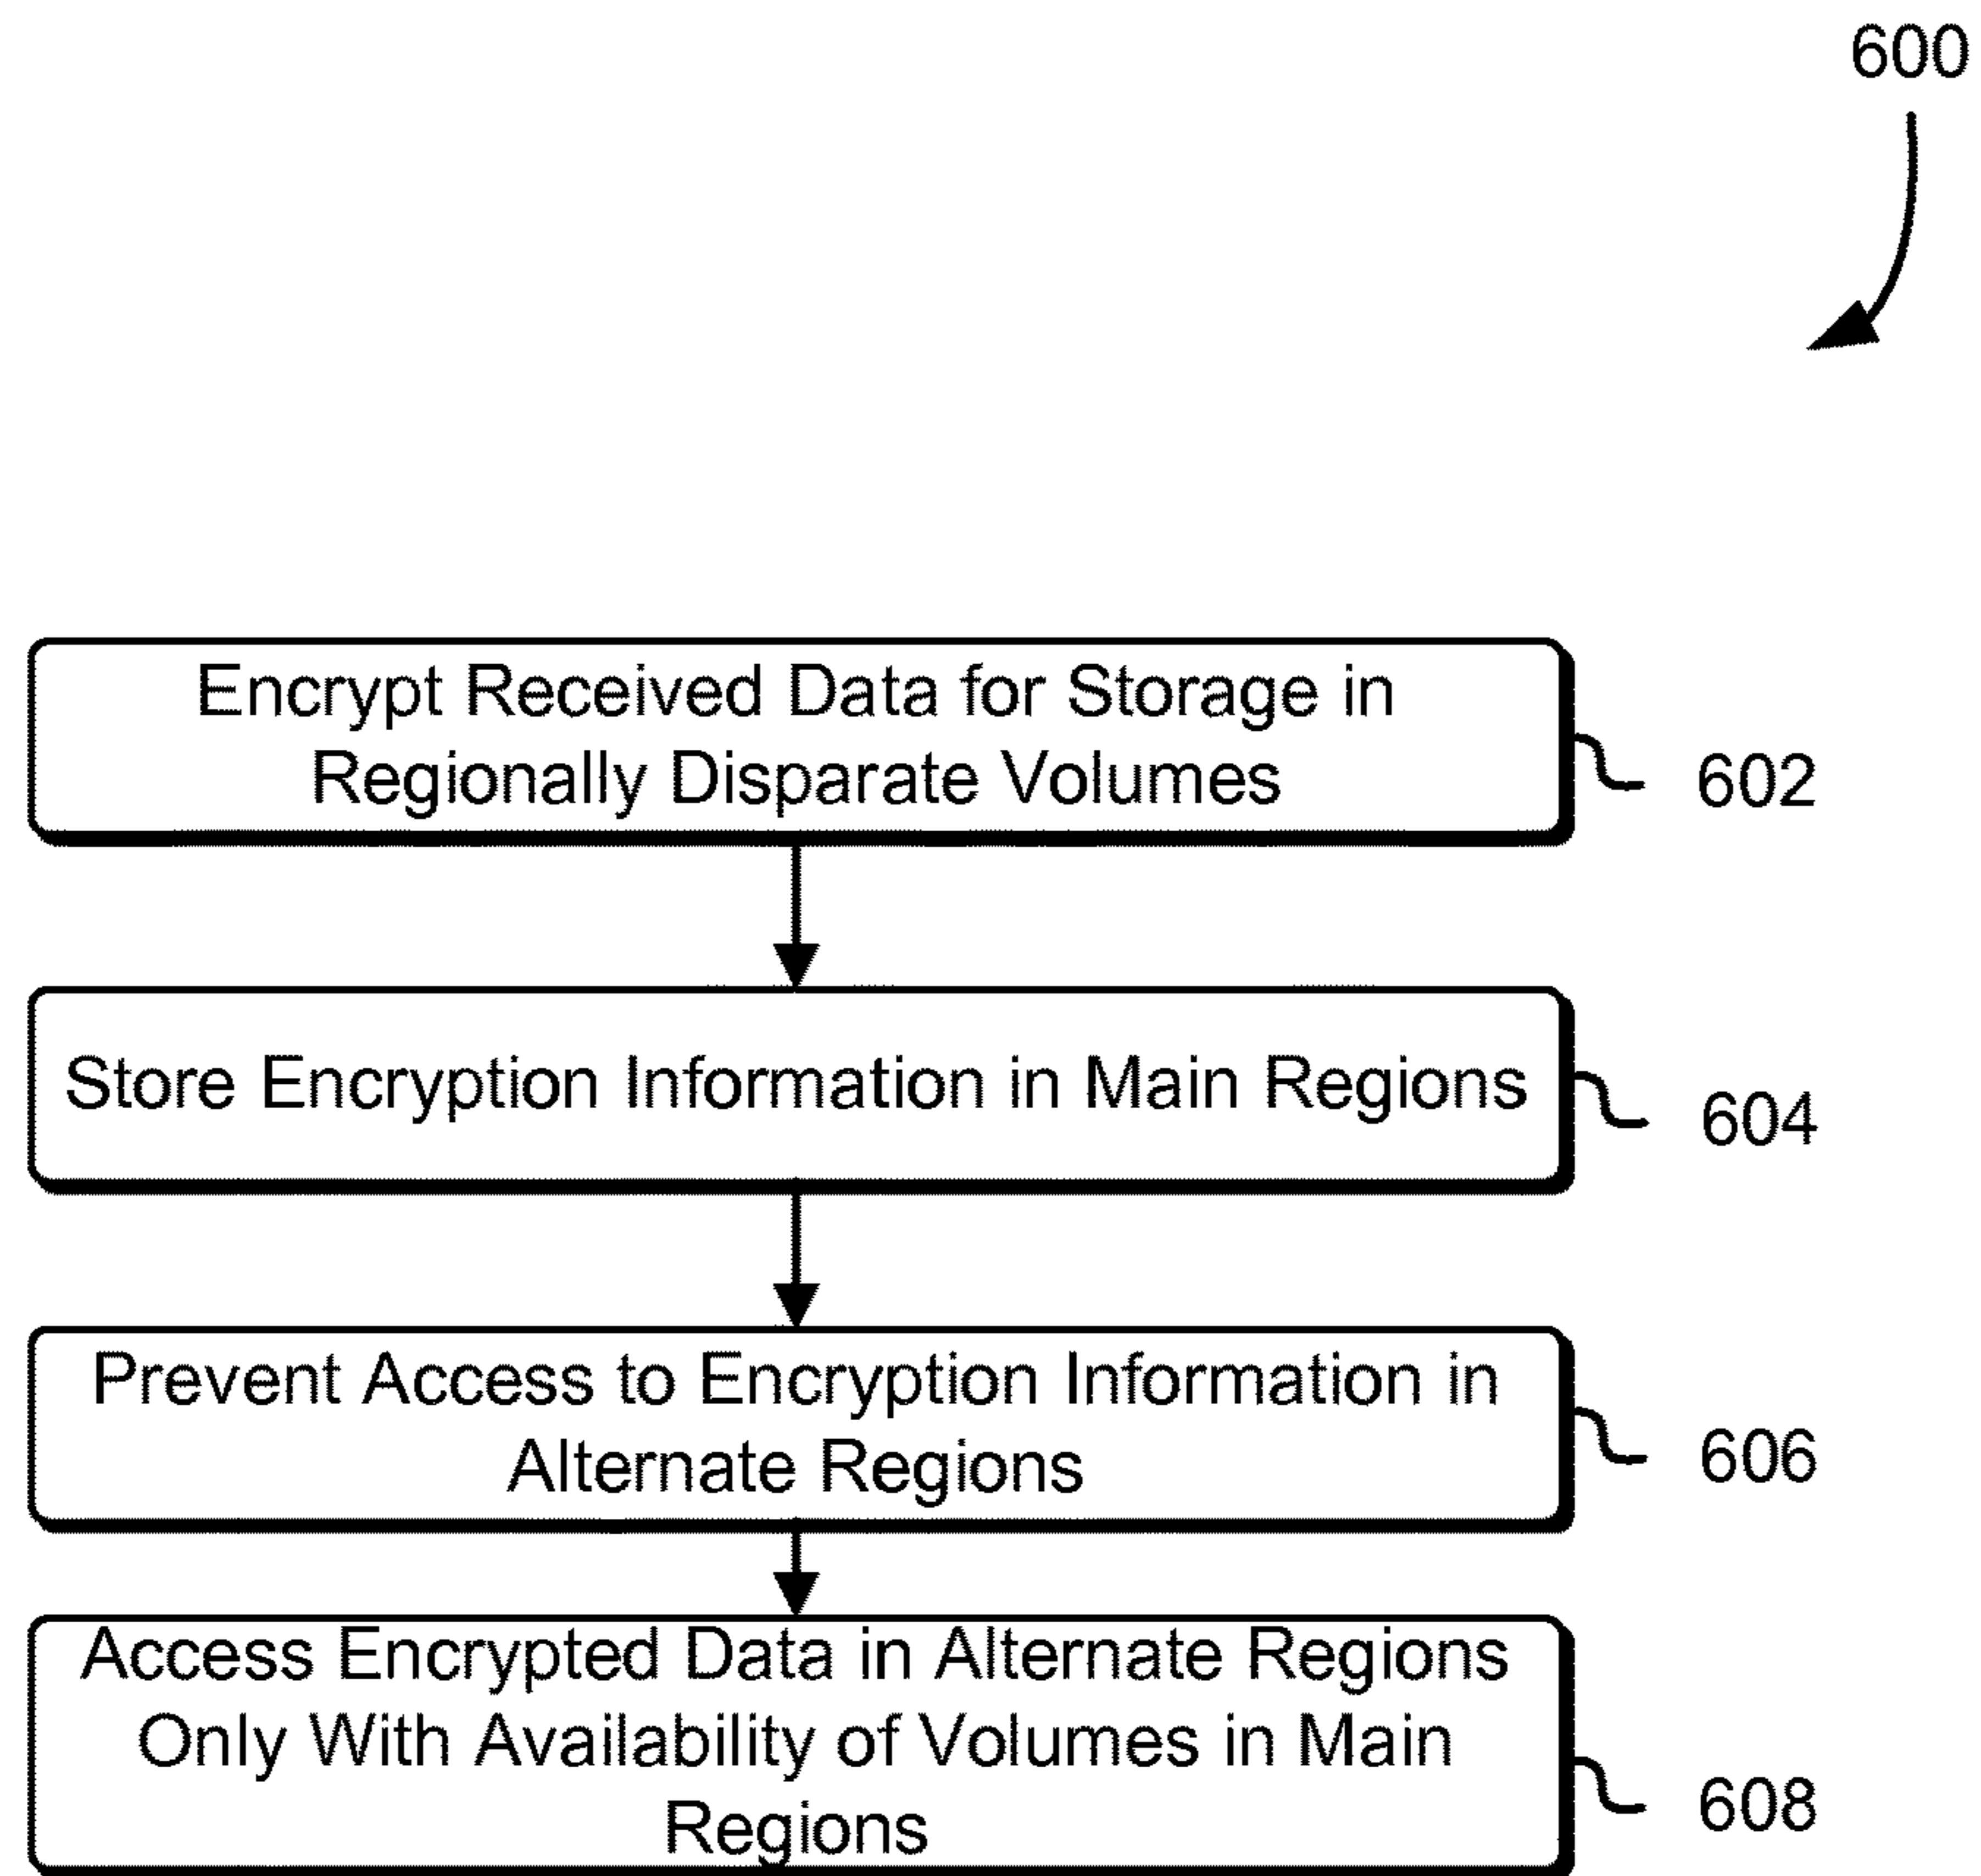 600
Encrypt Received Data for Storage in
Regionally Disparate Volumes
602
Store Encryption Information in Main Regions
604
Prevent Access to Encryption Information in
Alternate Regions
606
Access Encrypted Data in Alternate Regions
Only With Availability of Volumes in Main
Regions
608